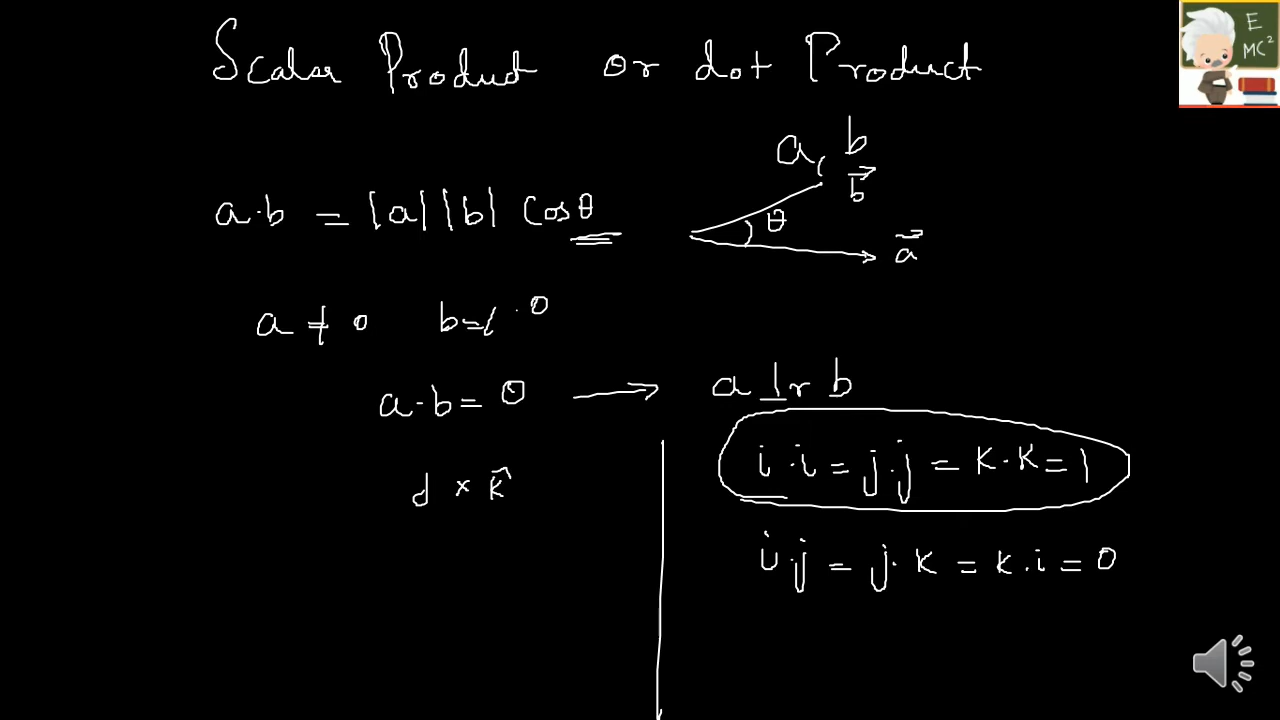 Scalar Product or dot Product
E
MC²
a, b
b⃗
a·b = |a| |b| Cosθ
θ
a⃗
a ≠ 0 b ≠ 0
a·b = 0 → a ⊥r b
i·i = j·j = K·K = 1
d × k̂
i·j = j·K = K·i = 0